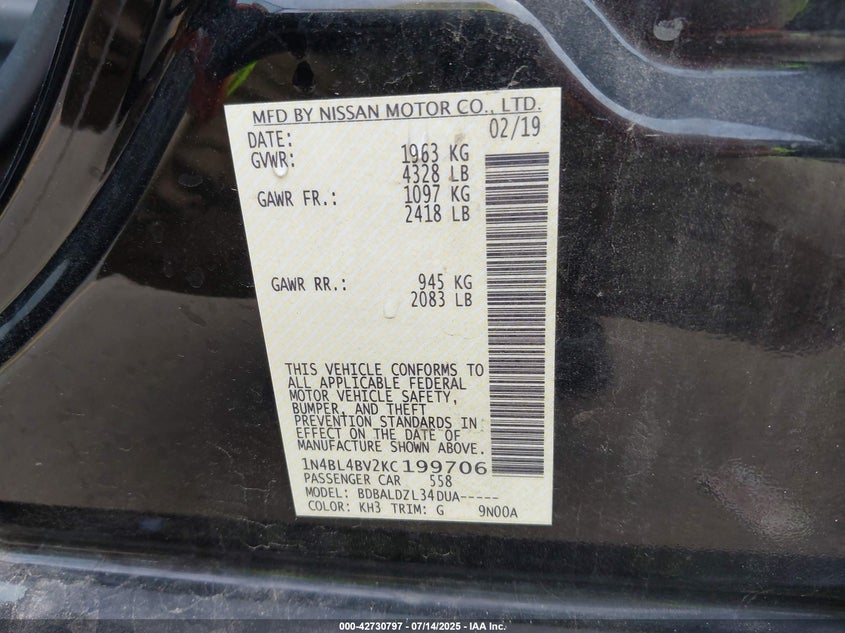 MFD BY NISSAN MOTOR CO., LTD.
DATE: 02/19
GVWR: 1963 KG
4328 LB
GAWR FR.: 1097 KG
2418 LB
GAWR RR.: 945 KG
2083 LB
THIS VEHICLE CONFORMS TO
ALL APPLICABLE FEDERAL
MOTOR VEHICLE SAFETY,
BUMPER, AND THEFT
PREVENTION STANDARDS IN
EFFECT ON THE DATE OF
MANUFACTURE SHOWN ABOVE.
1N4BL4BV2KC199706
PASSENGER CAR 558
MODEL: BDBALDZL34DUA-----
COLOR: KH3 TRIM: G 9N00A
000-42730797 - 07/14/2025 - IAA Inc.